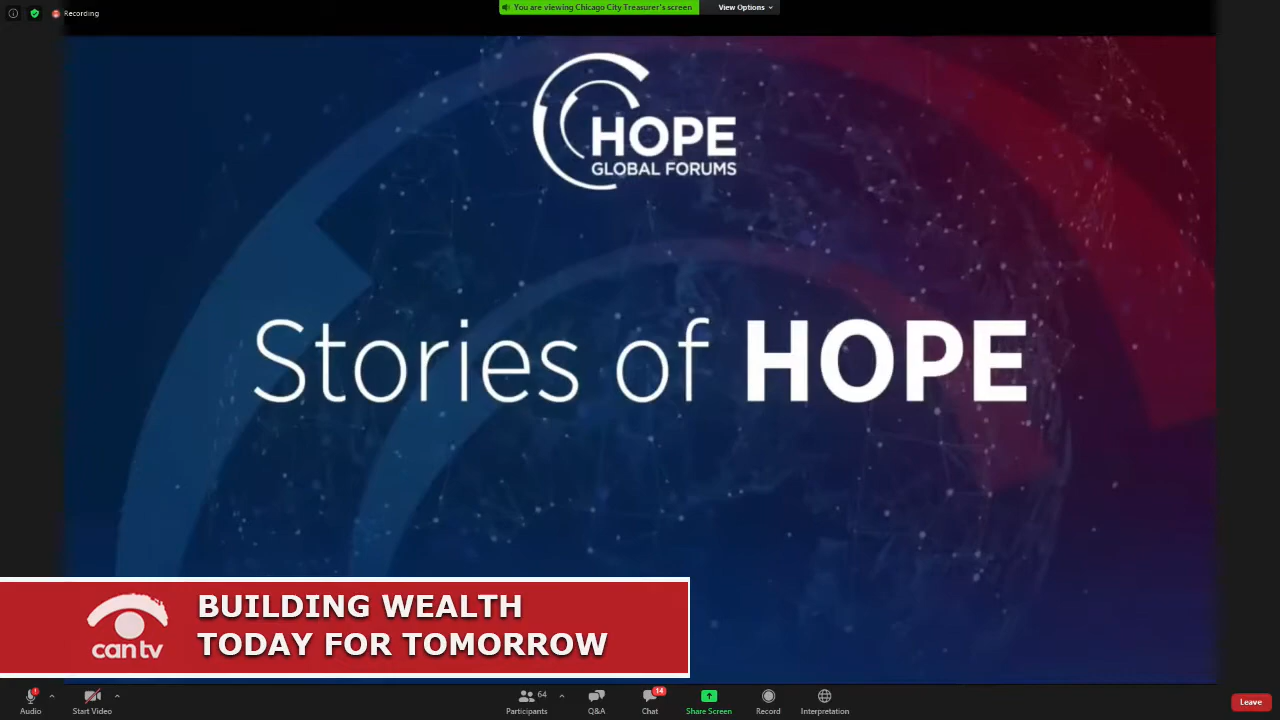 Recording
You are viewing Chicago City Treasurer's screen
View Options
HOPE
GLOBAL FORUMS
Stories of HOPE
BUILDING WEALTH
TODAY FOR TOMORROW
can tv
1
Audio
Start Video
64
Participants
Q&A
14
Chat
Share Screen
Record
Interpretation
Leave